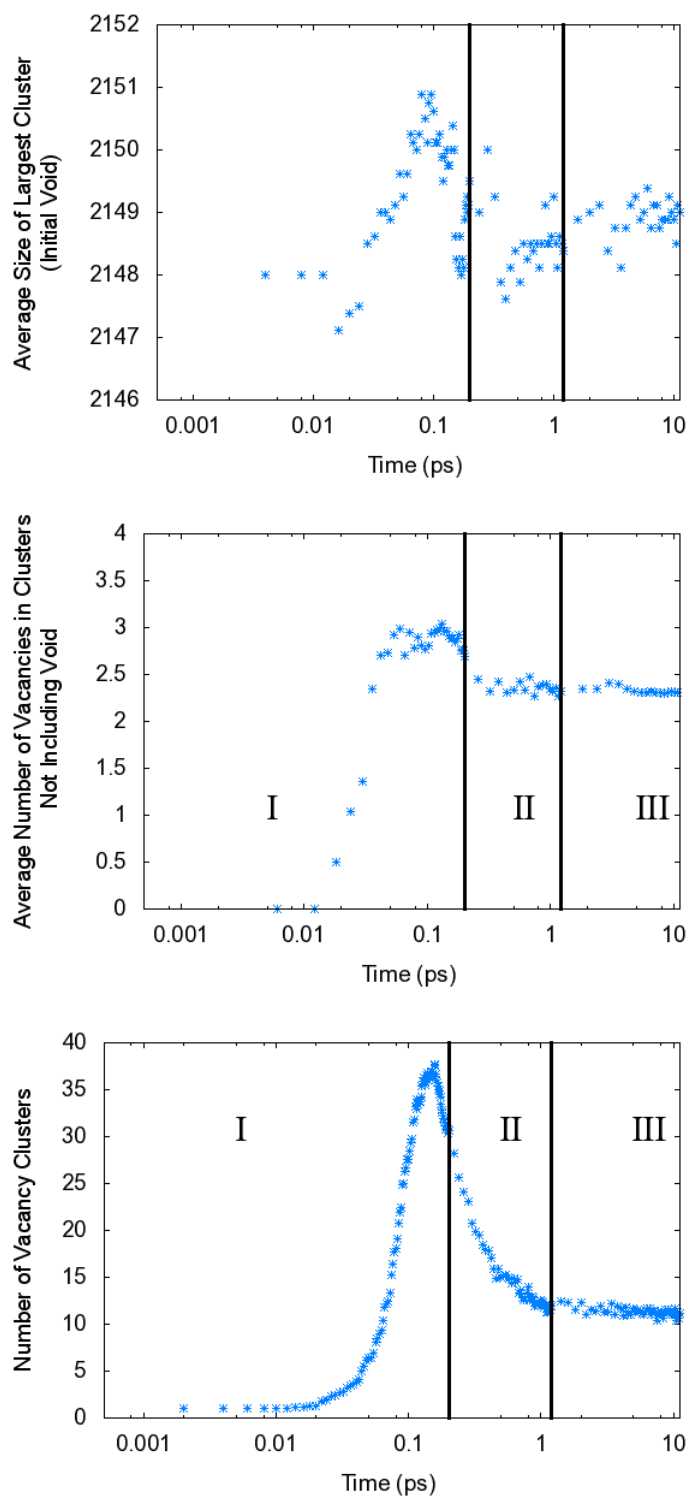 2152
2151
2150
2149
2148
2147
2146
Average Size of Largest Cluster
(Initial Void)
0.001 0.01 0.1 1 10
Time (ps)
4
3.5
3
2.5
2
1.5
1
0.5
0
Average Number of Vacancies in Clusters
Not Including Void
I II III
0.001 0.01 0.1 1 10
Time (ps)
40
35
30
25
20
15
10
5
0
Number of Vacancy Clusters
I II III
0.001 0.01 0.1 1 10
Time (ps)